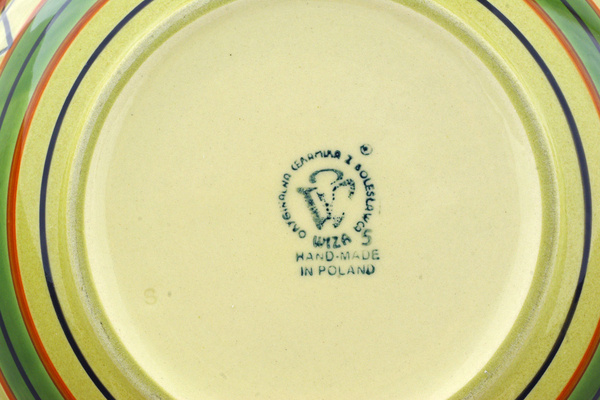 ®
ORYGINALNA CERAMIKA Z BOLESŁAWCA
WIZA 5
HAND-MADE
IN POLAND